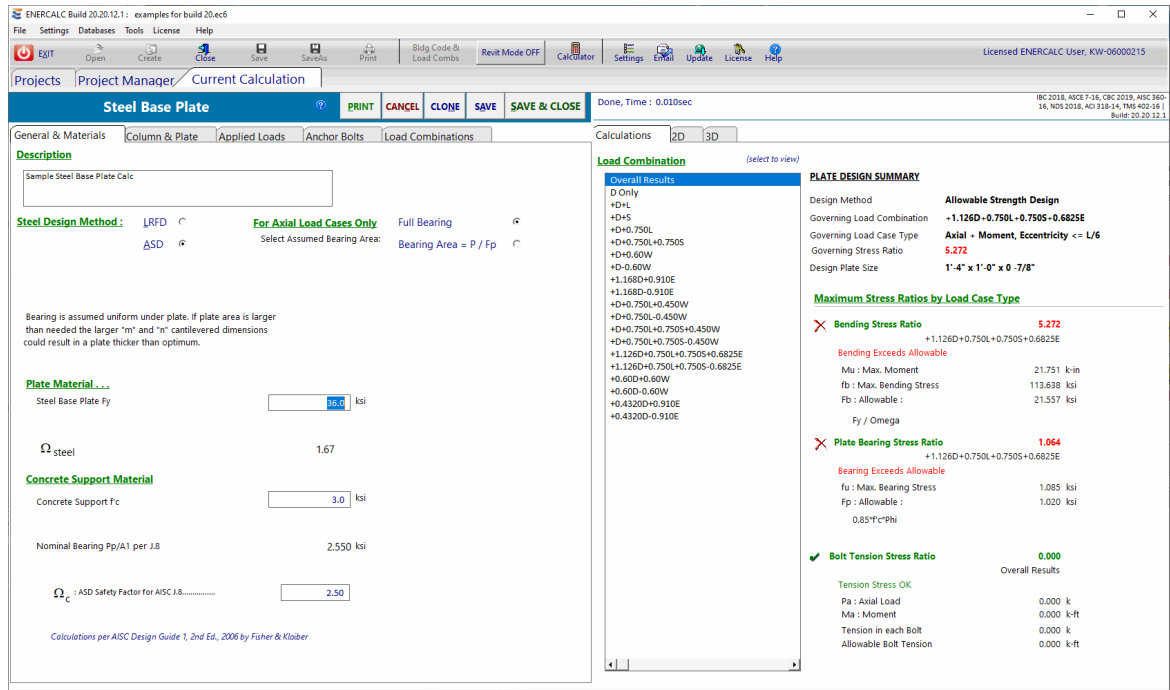 ENERCALC Build 20.20.12.1 : examples for build 20.ec6
File Settings Databases Tools License Help
EXIT Open Create Close Save SaveAs Print Bldg Code & Load Combs Revit Mode OFF Calculator Settings Email Update License Help Licensed ENERCALC User, KW-06000215
Projects Project Manager Current Calculation
Steel Base Plate PRINT CANCEL CLONE SAVE SAVE & CLOSE
General & Materials Column & Plate Applied Loads Anchor Bolts Load Combinations
Description
Sample Steel Base Plate Calc
Steel Design Method : LRFD
ASD
For Axial Load Cases Only Full Bearing
Select Assumed Bearing Area: Bearing Area = P / Fp
Bearing is assumed uniform under plate. If plate area is larger
than needed the larger "m" and "n" cantilevered dimensions
could result in a plate thicker than optimum.
Plate Material . . .
Steel Base Plate Fy 36.0 ksi
Ω steel 1.67
Concrete Support Material
Concrete Support f'c 3.0 ksi
Nominal Bearing Pp/A1 per J.8 2.550 ksi
Ω C : ASD Safety Factor for AISC J.8............... 2.50
Calculations per AISC Design Guide 1, 2nd Ed., 2006 by Fisher & Kloiber
Done, Time : 0.010sec
IBC 2018, ASCE 7-16, CBC 2019, AISC 360-
16, NDS 2018, ACI 318-14, TMS 402-16 |
Build: 20.20.12.1
Calculations 2D 3D
Load Combination (select to view)
Overall Results
D Only
+D+L
+D+S
+D+0.750L
+D+0.750L+0.750S
+D+0.60W
+D-0.60W
+1.168D+0.910E
+1.168D-0.910E
+D+0.750L+0.450W
+D+0.750L-0.450W
+D+0.750L+0.750S+0.450W
+D+0.750L+0.750S-0.450W
+1.126D+0.750L+0.750S+0.6825E
+1.126D+0.750L+0.750S-0.6825E
+0.60D+0.60W
+0.60D-0.60W
+0.4320D+0.910E
+0.4320D-0.910E
PLATE DESIGN SUMMARY
Design Method Allowable Strength Design
Governing Load Combination +1.126D+0.750L+0.750S+0.6825E
Governing Load Case Type Axial + Moment, Eccentricity <= L/6
Governing Stress Ratio 5.272
Design Plate Size 1'-4" x 1'-0" x 0 -7/8"
Maximum Stress Ratios by Load Case Type
Bending Stress Ratio 5.272
+1.126D+0.750L+0.750S+0.6825E
Bending Exceeds Allowable
Mu : Max. Moment 21.751 k-in
fb : Max. Bending Stress 113.638 ksi
Fb : Allowable : 21.557 ksi
Fy / Omega
Plate Bearing Stress Ratio 1.064
+1.126D+0.750L+0.750S+0.6825E
Bearing Exceeds Allowable
fu : Max. Bearing Stress 1.085 ksi
Fp : Allowable : 1.020 ksi
0.85*f'c*Phi
Bolt Tension Stress Ratio 0.000
Overall Results
Tension Stress OK
Pa : Axial Load 0.000 k
Ma : Moment 0.000 k-ft
Tension in each Bolt 0.000 k
Allowable Bolt Tension 0.000 k-ft